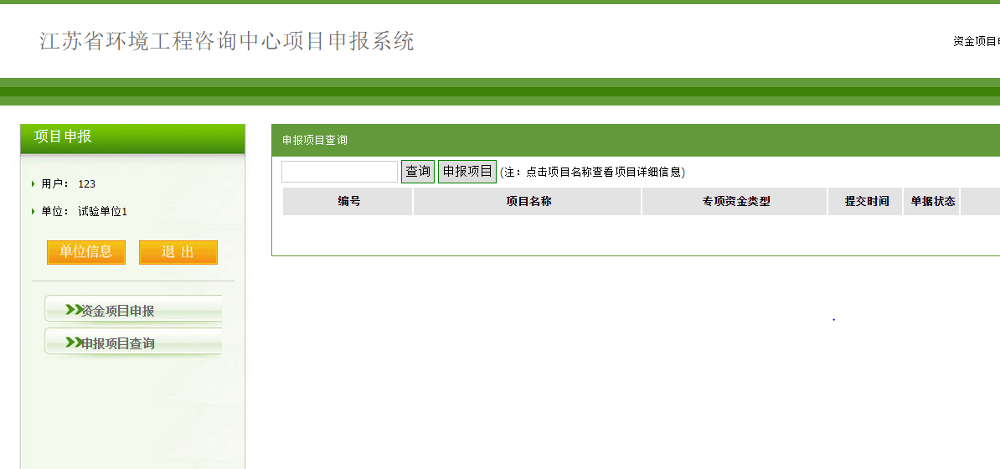 江苏省环境工程咨询中心项目申报系统
资金项目
项目申报
用户： 123
单位： 试验单位1
单位信息 退 出
资金项目申报
申报项目查询
申报项目查询
查询 申报项目 (注：点击项目名称查看项目详细信息)
编号 项目名称 专项资金类型 提交时间 单据状态